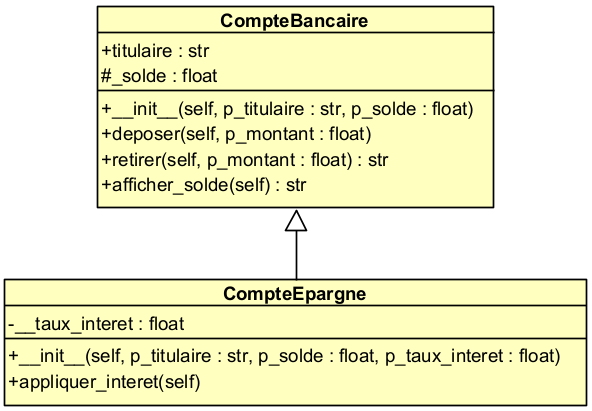 CompteBancaire
+titulaire : str
#_solde : float
+__init__(self, p_titulaire : str, p_solde : float)
+deposer(self, p_montant : float)
+retirer(self, p_montant : float) : str
+afficher_solde(self) : str
CompteEpargne
-__taux_interet : float
+__init__(self, p_titulaire : str, p_solde : float, p_taux_interet : float)
+appliquer_interet(self)